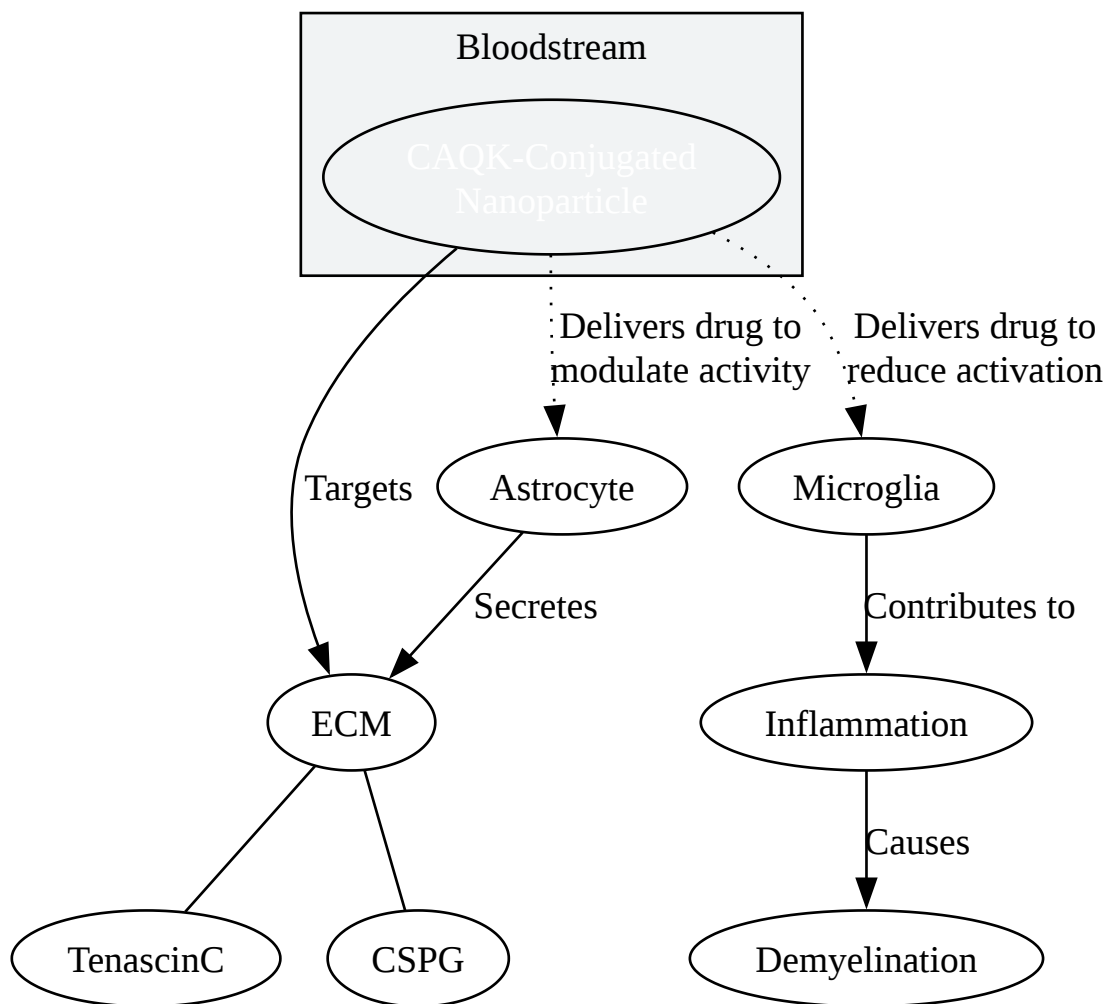 Bloodstream
CAQK-Conjugated
Nanoparticle
Delivers drug to
modulate activity
Delivers drug to
reduce activation
Targets
Astrocyte
Microglia
Secretes
Contributes to
ECM
Inflammation
Causes
TenascinC
CSPG
Demyelination